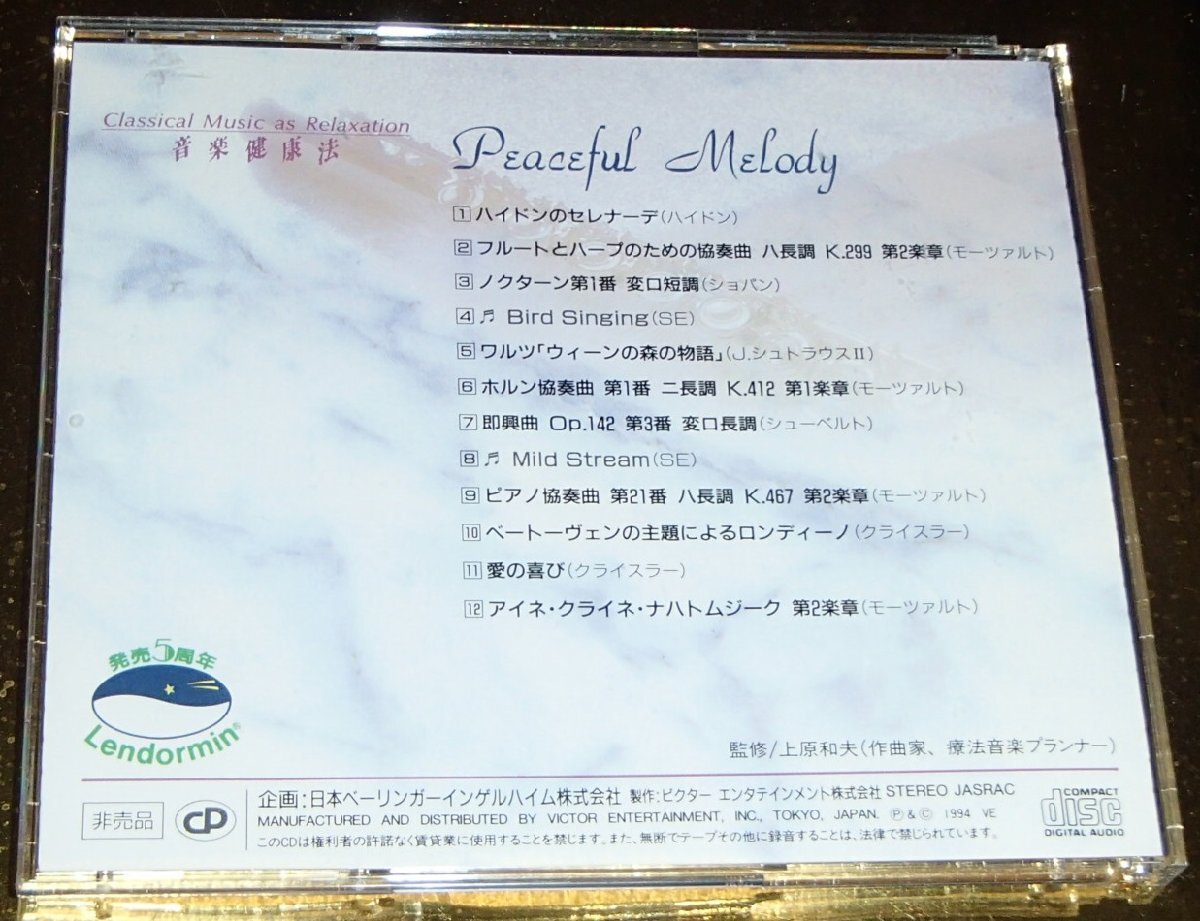 Classical Music as Relaxation
音楽健康法
Peaceful Melody
1 ハイドンのセレナーデ(ハイドン)
2 フルートとハープのための協奏曲 ハ長調 K.299 第2楽章(モーツァルト)
3 ノクターン第1番 変ロ短調(ショパン)
4 ♬ Bird Singing(SE)
5 ワルツ「ウィーンの森の物語」(J.シュトラウスII)
6 ホルン協奏曲 第1番 ニ長調 K.412 第1楽章(モーツァルト)
7 即興曲 Op.142 第3番 変ロ長調(シューベルト)
8 ♬ Mild Stream(SE)
9 ピアノ協奏曲 第21番 ハ長調 K.467 第2楽章(モーツァルト)
10 ベートーヴェンの主題によるロンディーノ(クライスラー)
11 愛の喜び(クライスラー)
12 アイネ・クライネ・ナハトムジーク 第2楽章(モーツァルト)
発売5周年
Lendormin®
監修/上原和夫(作曲家、療法音楽プランナー)
非売品
企画:日本ベーリンガーインゲルハイム株式会社 製作:ビクター エンタテインメント株式会社 STEREO JASRAC
MANUFACTURED AND DISTRIBUTED BY VICTOR ENTERTAINMENT, INC., TOKYO, JAPAN. ℗&© 1994 VE
このCDは権利者の許諾なく賃貸業に使用することを禁じます。また、無断でテープその他に録音することは、法律で禁じられています。
COMPACT
disc
DIGITAL AUDIO